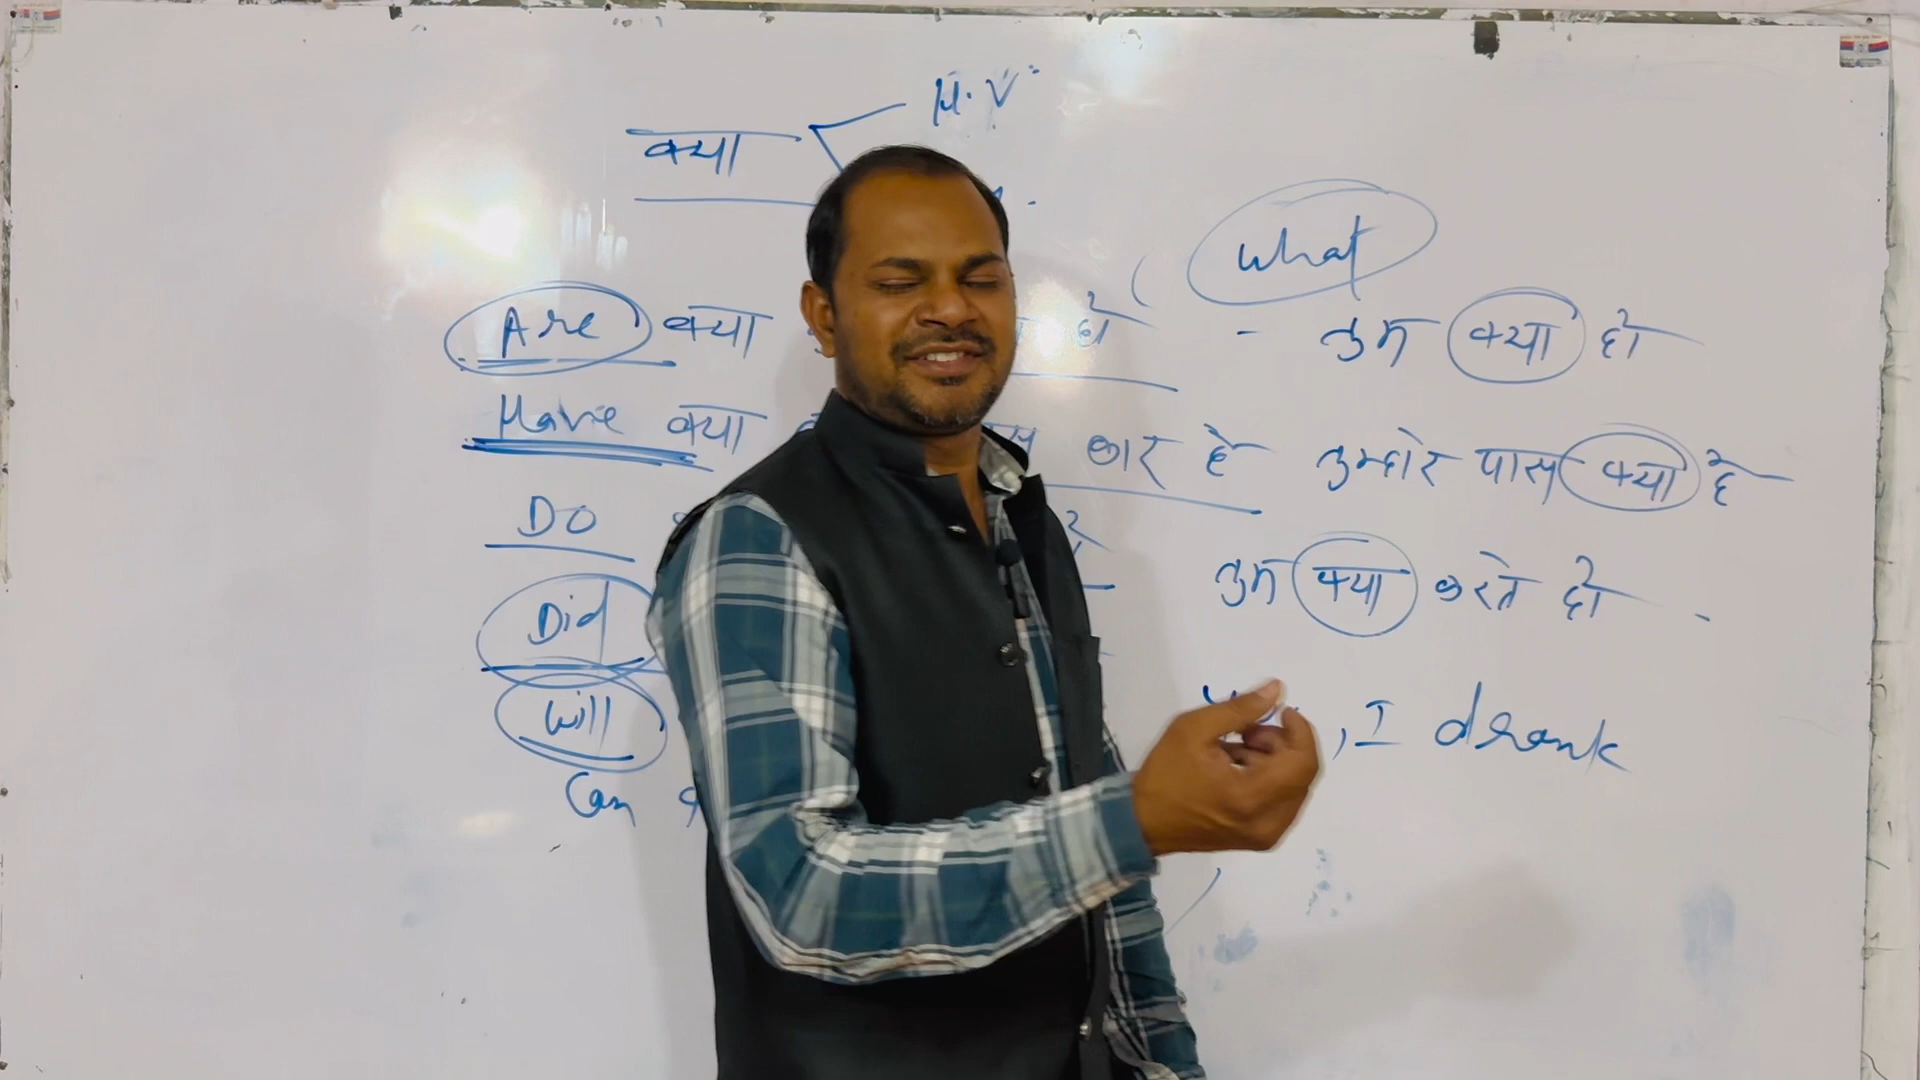 क्या H.V
What
Are क्या हो - तुम क्या हो
Have क्या कार है तुम्हारे पास क्या है
Do तुम क्या करते हो
Did
Will , I drank
Can